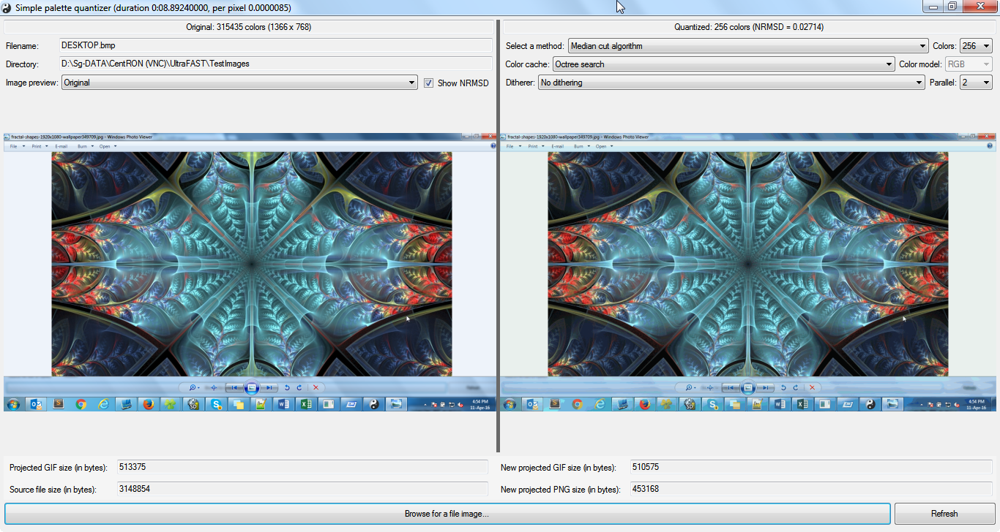 Simple palette quantizer (duration 0:08.89240000, per pixel 0.0000085)
Original: 315435 colors (1366 x 768)
Filename: DESKTOP.bmp
Directory: D:\Sg-DATA\CentRON (VNC)\UltraFAST\TestImages
Image preview: Original Show NRMSD
Quantized: 256 colors (NRMSD = 0.02714)
Select a method: Median cut algorithm Colors: 256
Color cache: Octree search Color model: RGB
Ditherer: No dithering Parallel: 2
fractal-shapes-1920x1080-wallpaper349709.jpg - Windows Photo Viewer
File Print E-mail Burn Open
4:54 PM
11-Apr-16
fractal-shapes-1920x1080-wallpaper349709.jpg - Windows Photo Viewer
File Print E-mail Burn Open
4:54 PM
11-Apr-16
Projected GIF size (in bytes): 513375
Source file size (in bytes): 3148854
New projected GIF size (in bytes): 510575
New projected PNG size (in bytes): 453168
Browse for a file image...
Refresh